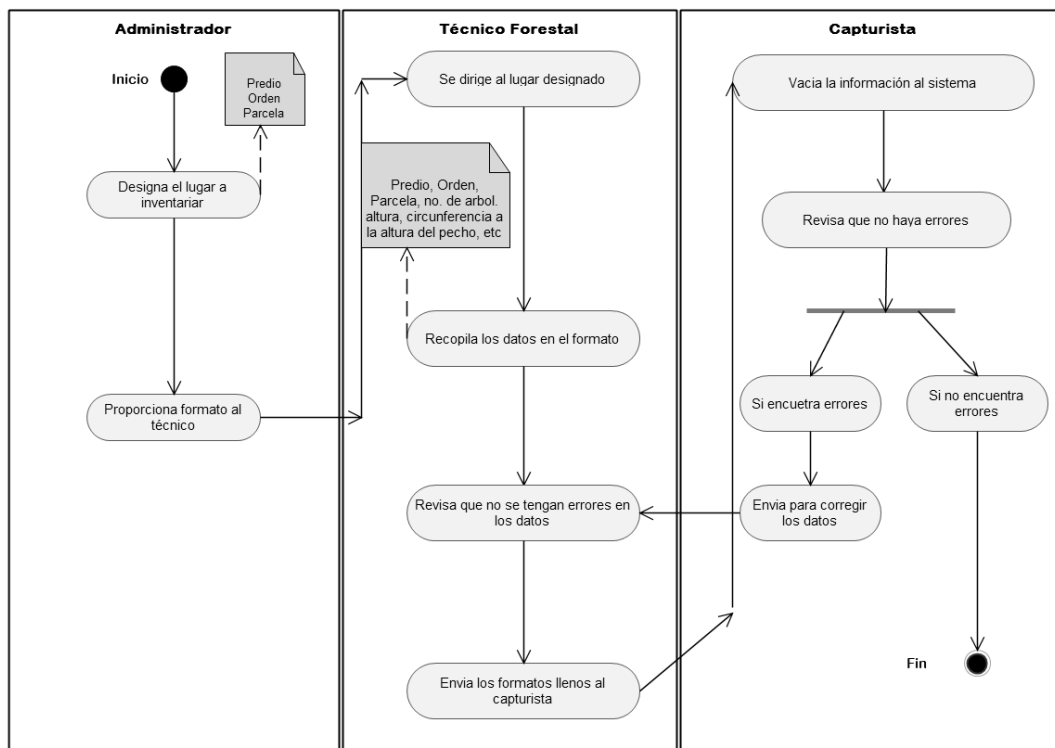 Administrador
Inicio
Predio
Orden
Parcela
Designa el lugar a
inventariar
Proporciona formato al
técnico
Técnico Forestal
Se dirige al lugar designado
Predio, Orden,
Parcela, no. de arbol.
altura, circunferencia a
la altura del pecho, etc
Recopila los datos en el formato
Revisa que no se tengan errores en
los datos
Envia los formatos llenos al
capturista
Capturista
Vacia la información al sistema
Revisa que no haya errores
Si encuetra errores
Si no encuentra
errores
Envia para corregir
los datos
Fin